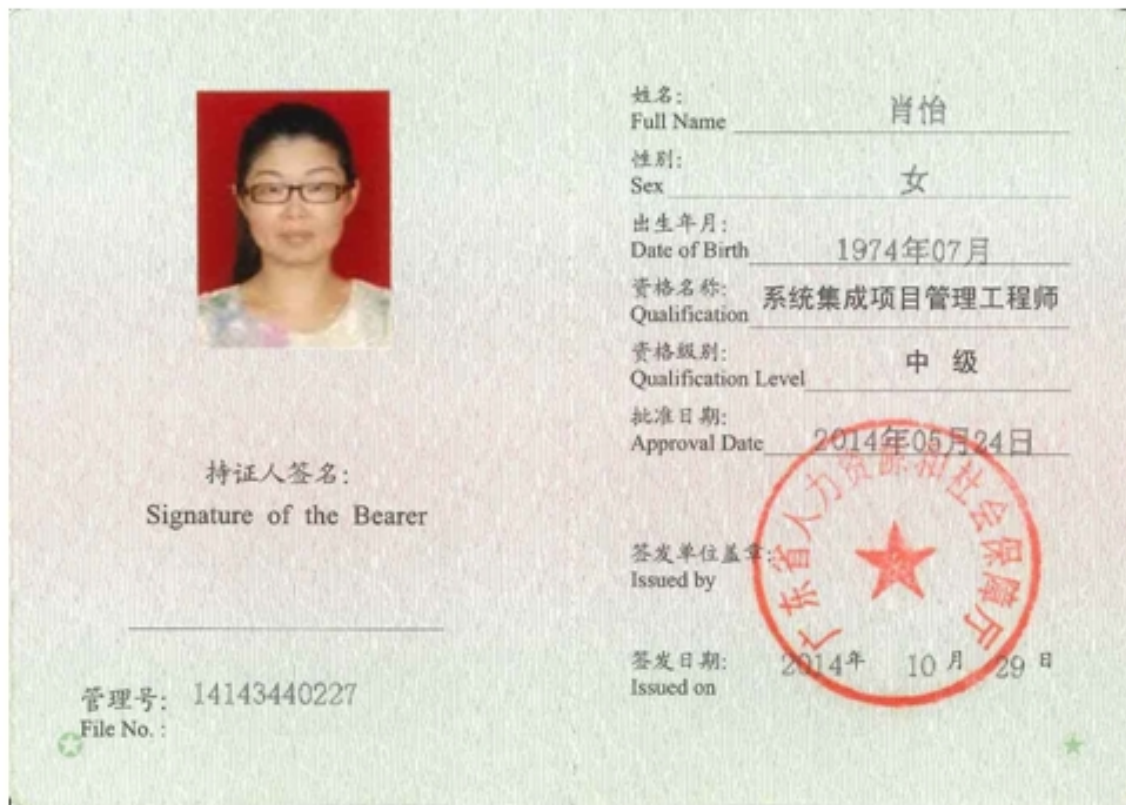 持证人签名:
Signature of the Bearer
管理号: 14143440227
File No. :
姓名:
Full Name 肖怡
性别:
Sex 女
出生年月:
Date of Birth 1974年07月
资格名称:
Qualification 系统集成项目管理工程师
资格级别:
Qualification Level 中 级
批准日期:
Approval Date 2014年05月24日
广东省人力资源和社会保障厅
签发单位盖章:
Issued by
签发日期: 2014年 10月 29日
Issued on